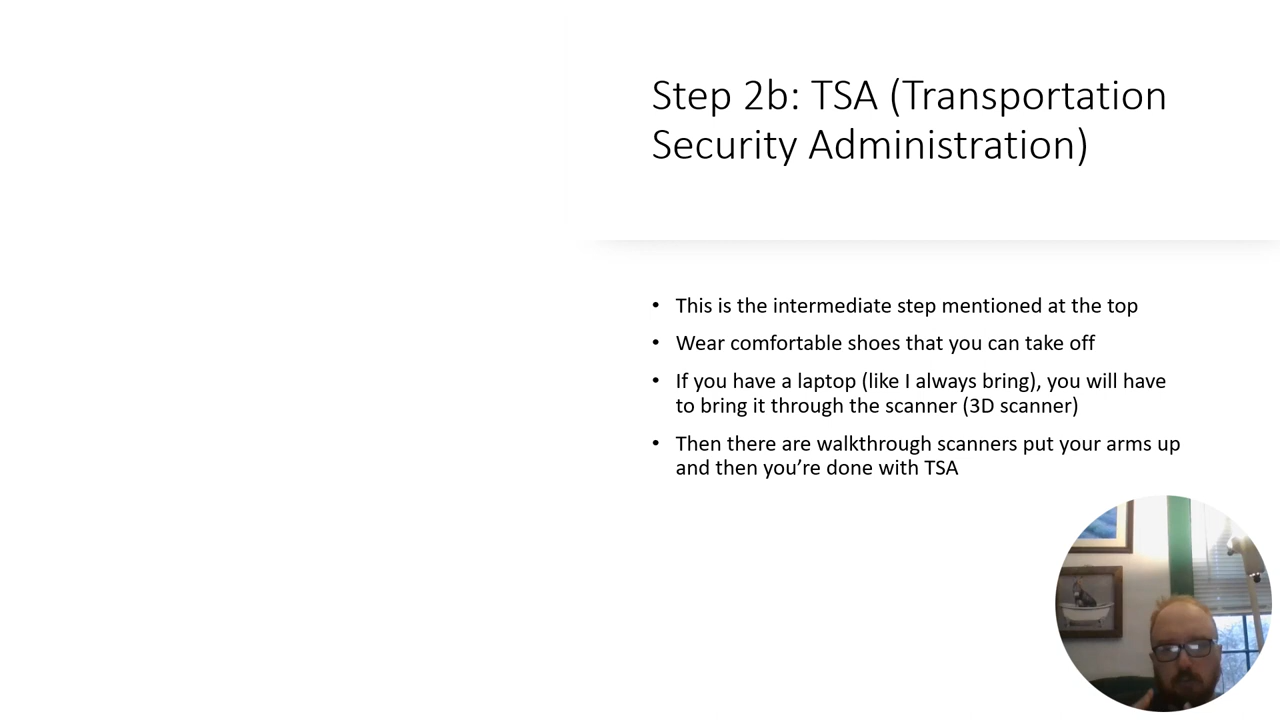 Step 2b: TSA (Transportation
Security Administration)
• This is the intermediate step mentioned at the top
• Wear comfortable shoes that you can take off
• If you have a laptop (like I always bring), you will have
to bring it through the scanner (3D scanner)
• Then there are walkthrough scanners put your arms up
and then you’re done with TSA